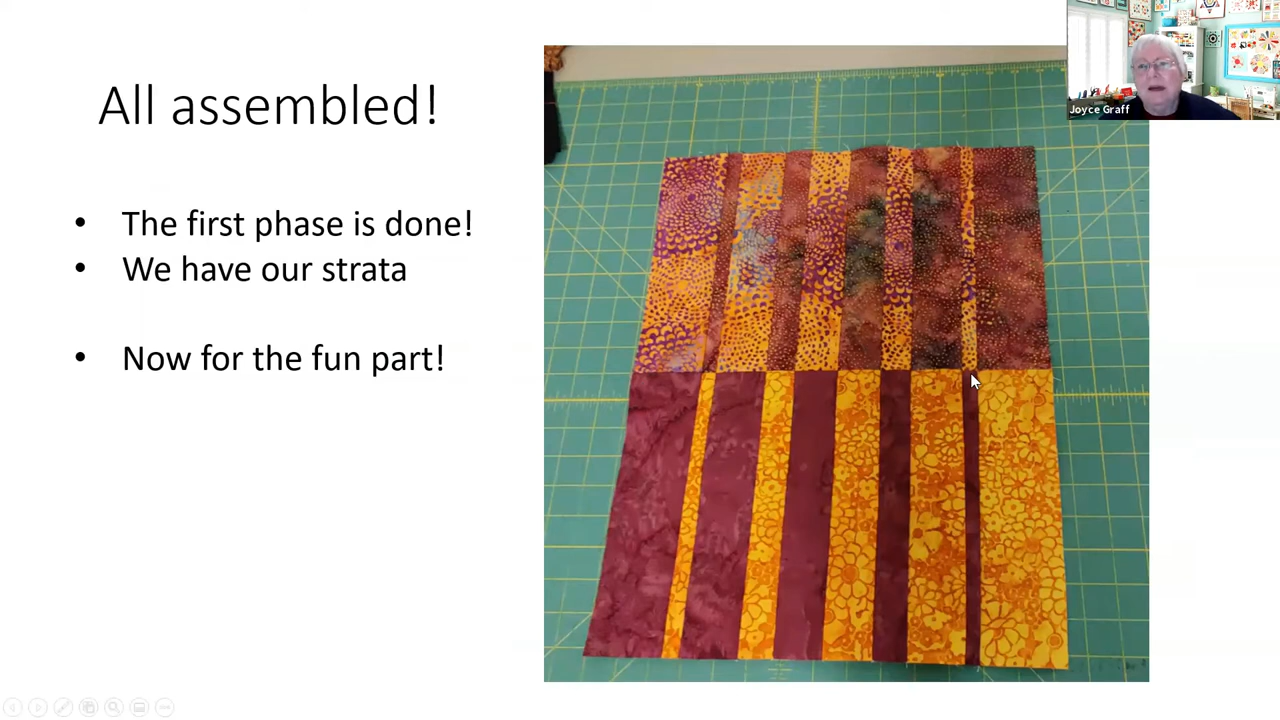 All assembled!
• The first phase is done!
• We have our strata
• Now for the fun part!
Joyce Graff